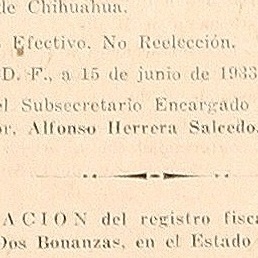 de Chihuahua.
Efectivo. No Reelección.
D. F., a 15 de junio de 1933
el Subsecretario Encargado
or, Alfonso Herrera Salcedo.
ACION del registro fisca
Dos Bonanzas, en el Estado